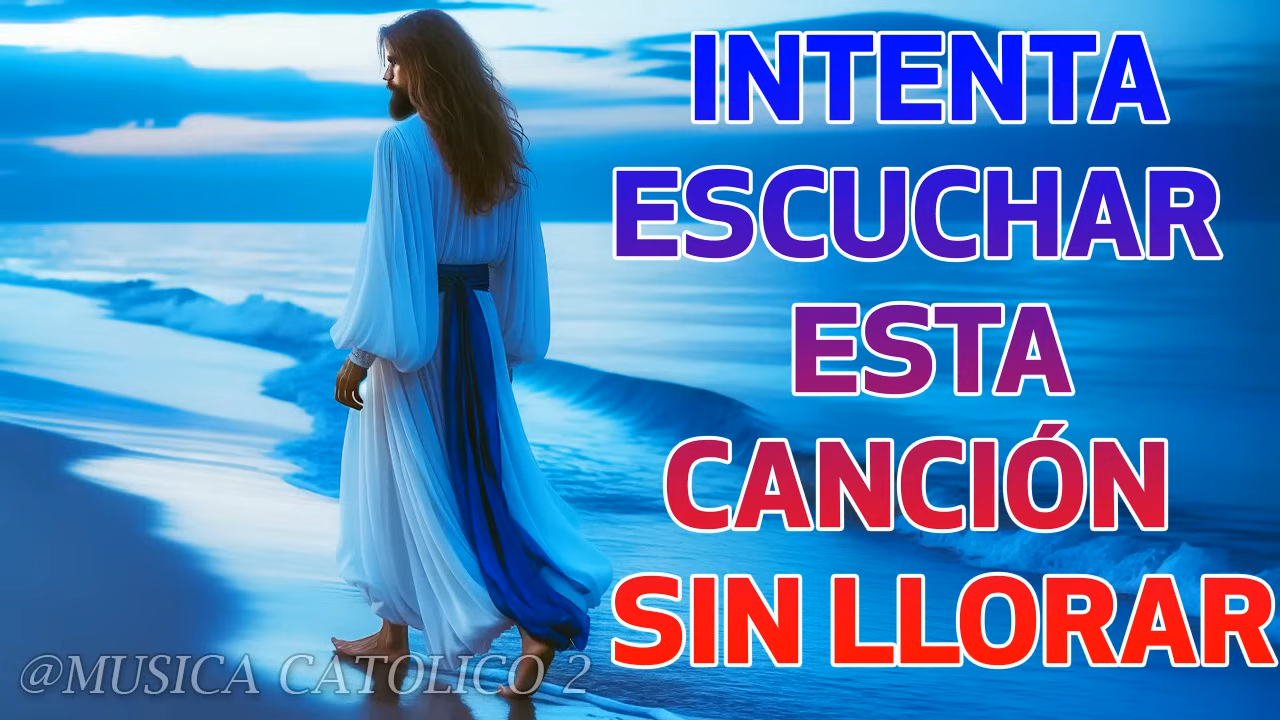 INTENTA
ESCUCHAR
ESTA
CANCIÓN
SIN LLORAR
@MUSICA CATOLICO 2